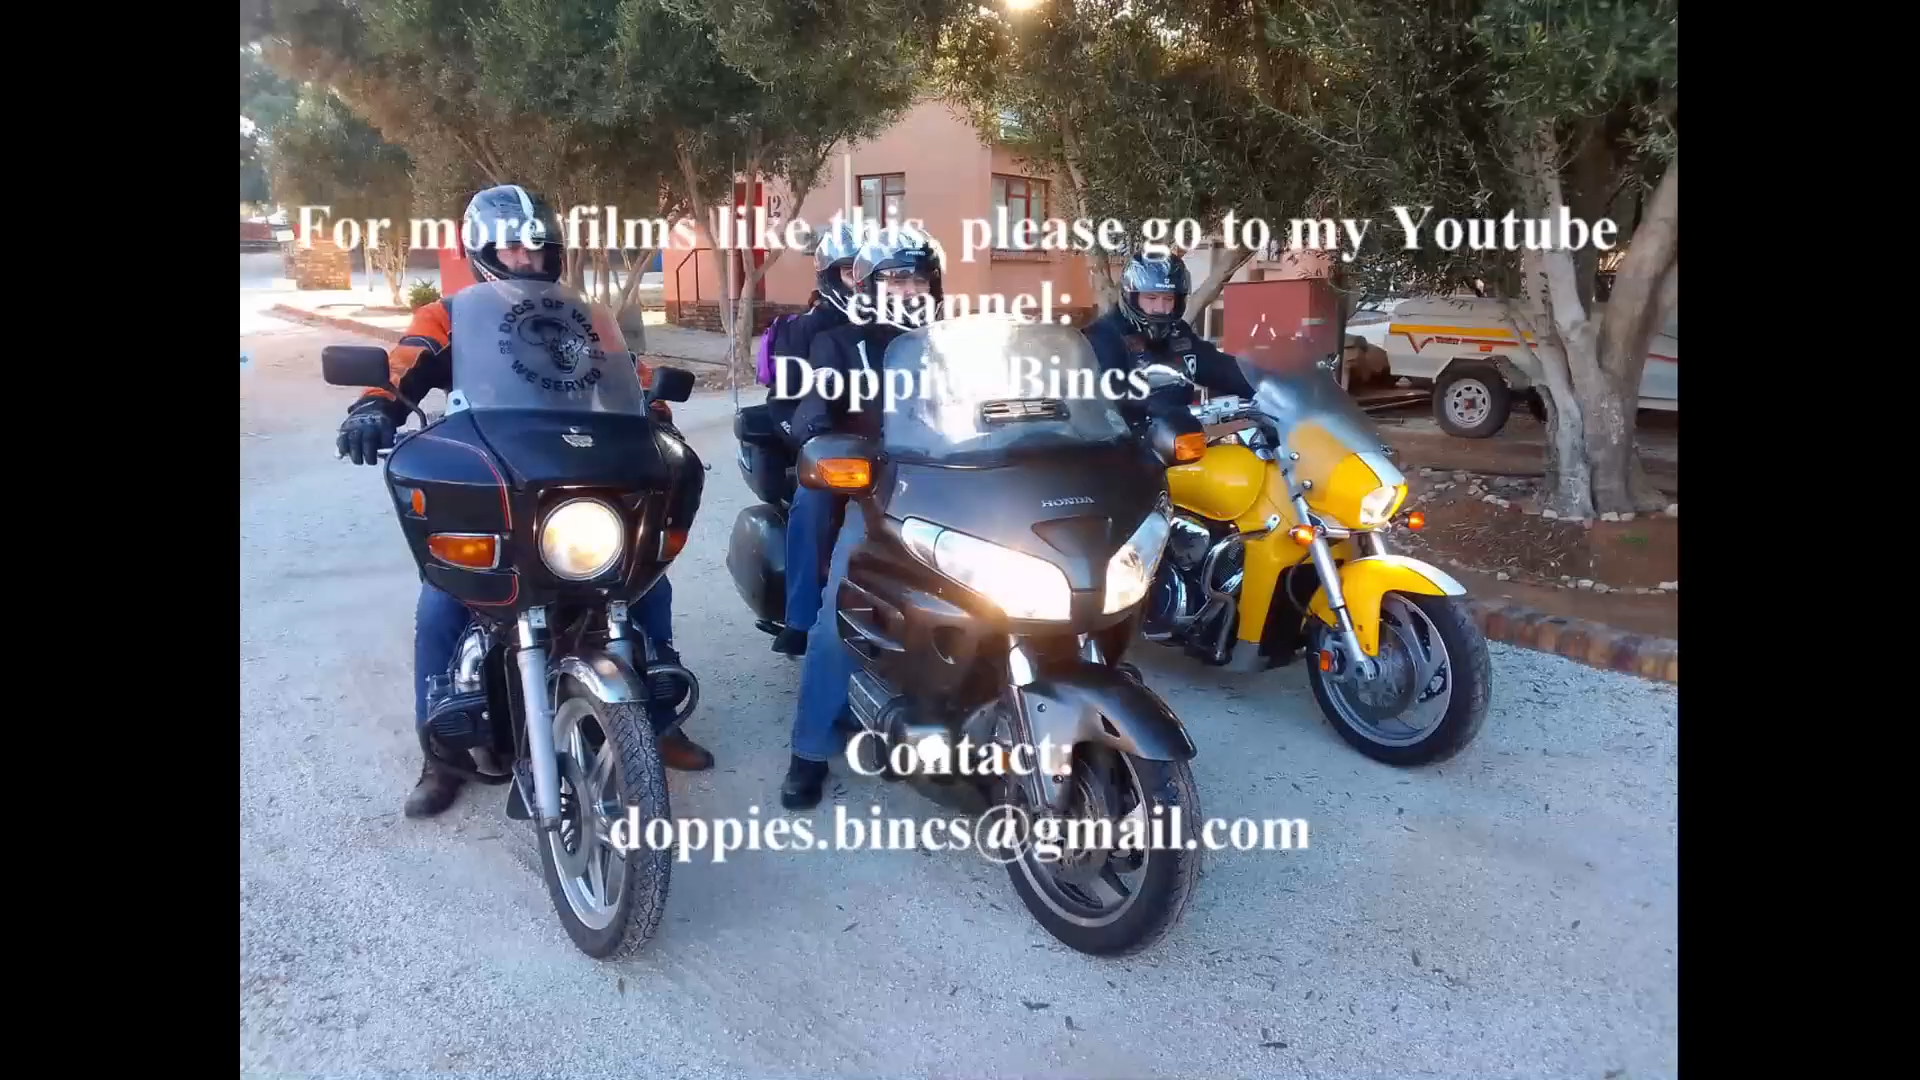 For more films like this, please go to my Youtube
channel:
Doppies Bincs
Contact:
doppies.bincs@gmail.com
DOGS OF WAR
WE SERVED
HONDA
12